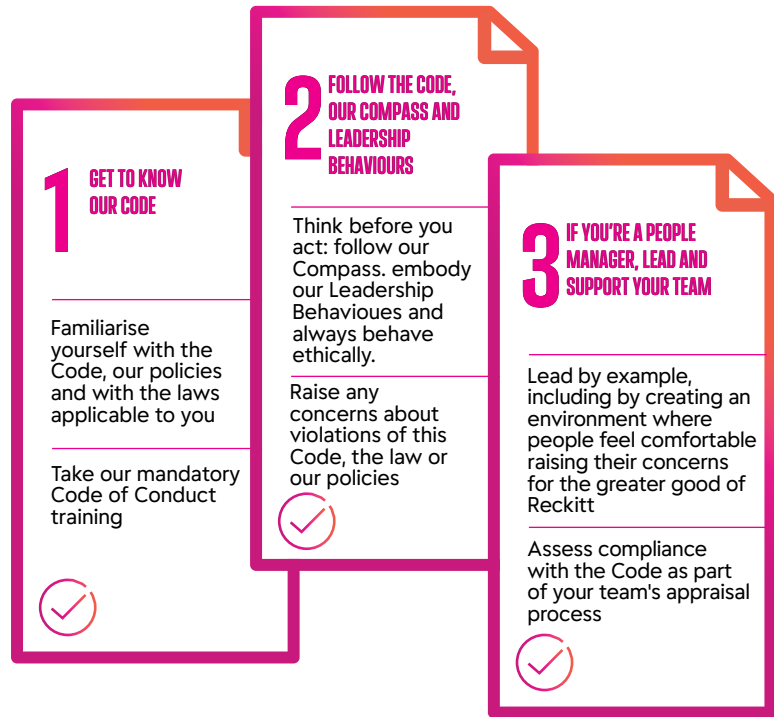 1
GET TO KNOW
OUR CODE
Familiarise
yourself with the
Code, our policies
and with the laws
applicable to you
Take our mandatory
Code of Conduct
training
2
FOLLOW THE CODE,
OUR COMPASS AND
LEADERSHIP
BEHAVIOURS
Think before you
act: follow our
Compass. embody
our Leadership
Behavioues and
always behave
ethically.
Raise any
concerns about
violations of this
Code, the law or
our policies
3
IF YOU'RE A PEOPLE
MANAGER, LEAD AND
SUPPORT YOUR TEAM
Lead by example,
including by creating an
environment where
people feel comfortable
raising their concerns
for the greater good of
Reckitt
Assess compliance
with the Code as part
of your team's appraisal
process